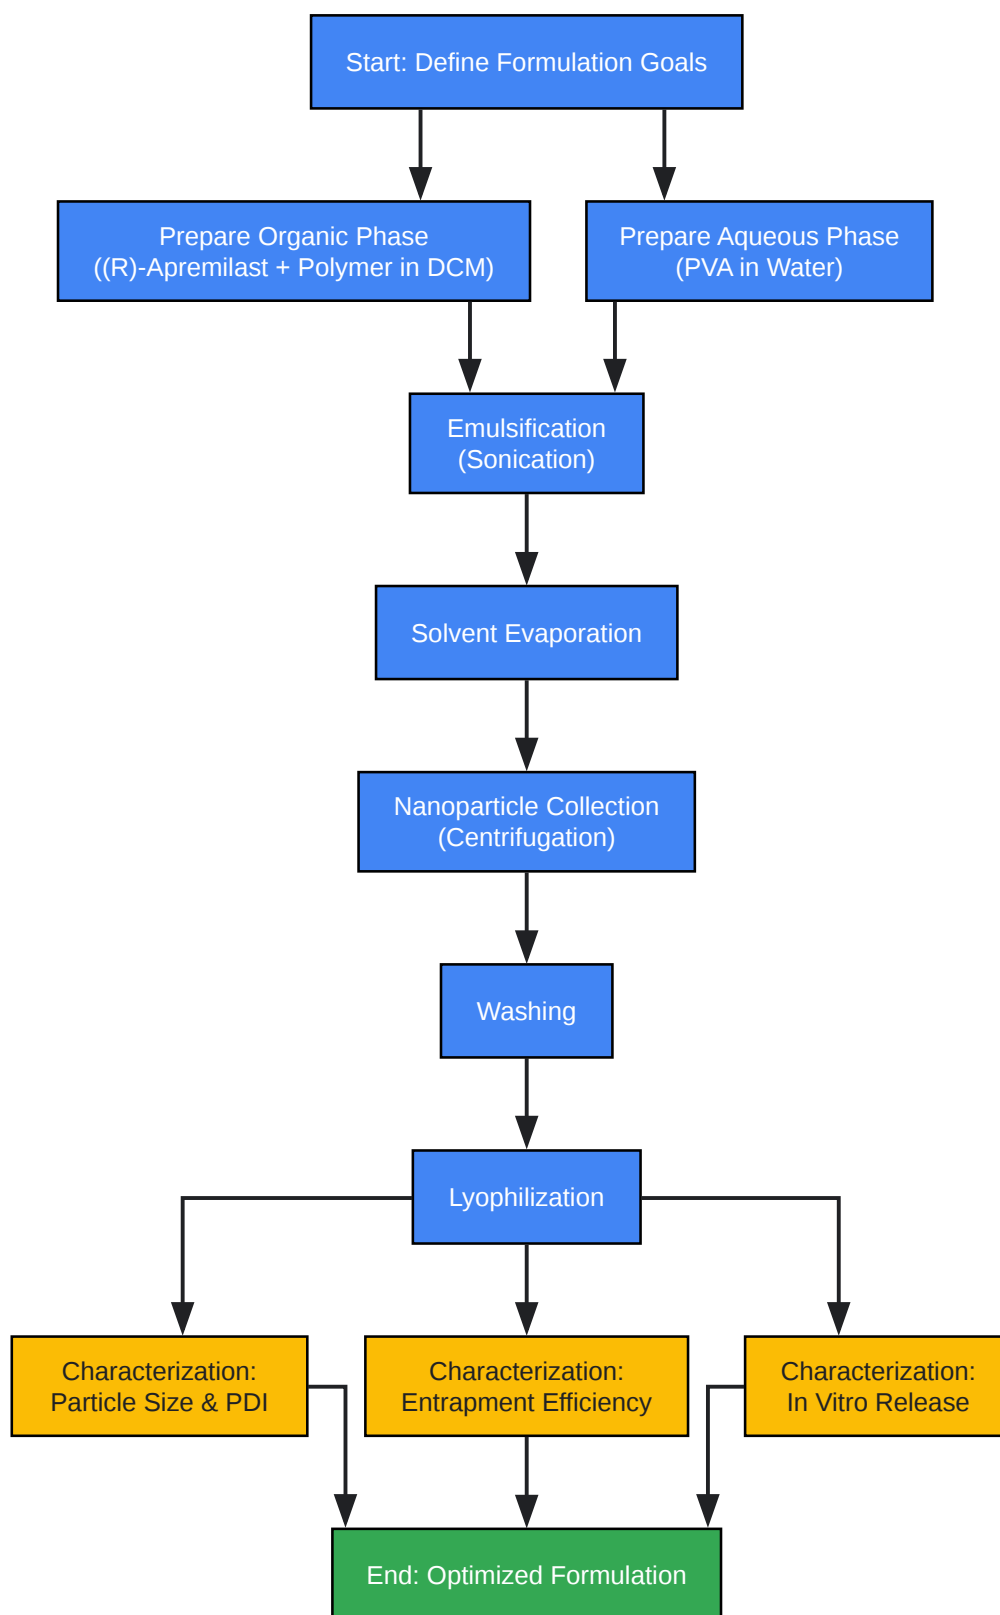 Start: Define Formulation Goals
Prepare Organic Phase
((R)-Apremilast + Polymer in DCM)
Prepare Aqueous Phase
(PVA in Water)
Emulsification
(Sonication)
Solvent Evaporation
Nanoparticle Collection
(Centrifugation)
Washing
Lyophilization
Characterization:
Particle Size & PDI
Characterization:
Entrapment Efficiency
Characterization:
In Vitro Release
End: Optimized Formulation